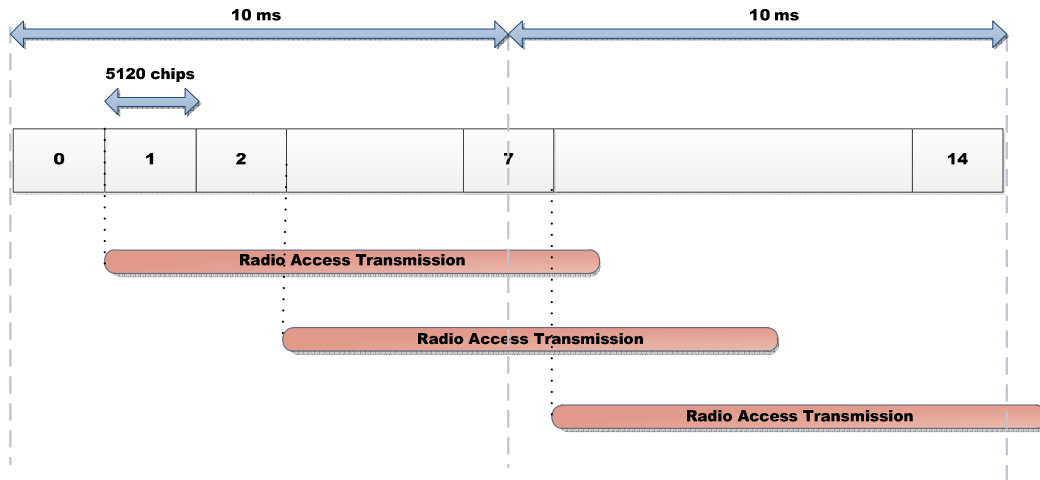 10 ms
10 ms
5120 chips
0
1
2
7
14
Radio Access Transmission
Radio Access Transmission
Radio Access Transmission